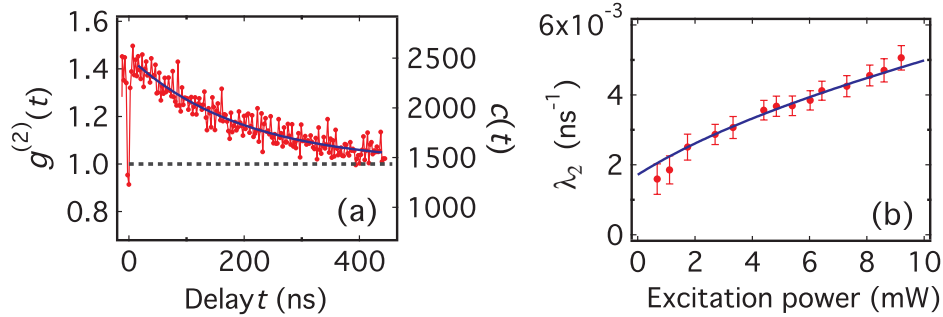 1.6
1.4
1.2
1.0
0.8
g(2)(t)
2500
2000
1500
1000
c(t)
(a)
0
200
400
Delay t (ns)
6x10-3
4
2
0
λ2 (ns-1)
(b)
0
2
4
6
8
10
Excitation power (mW)